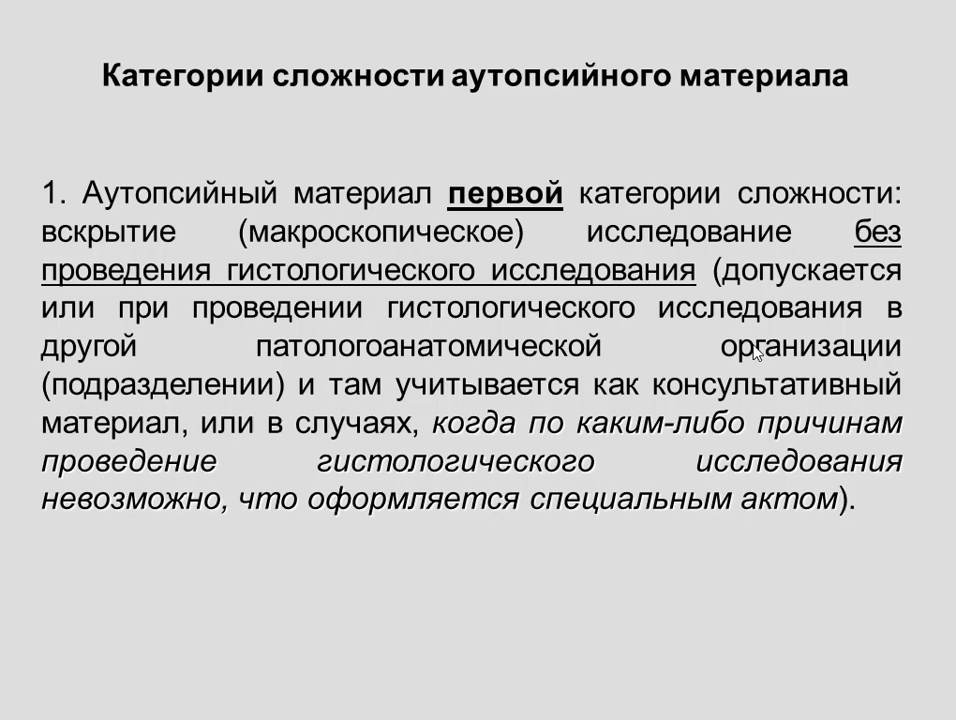 Категории сложности аутопсийного материала
1. Аутопсийный материал первой категории сложности:
вскрытие (макроскопическое) исследование без
проведения гистологического исследования (допускается
или при проведении гистологического исследования в
другой патологоанатомической организации
(подразделении) и там учитывается как консультативный
материал, или в случаях, когда по каким-либо причинам
проведение гистологического исследования
невозможно, что оформляется специальным актом).